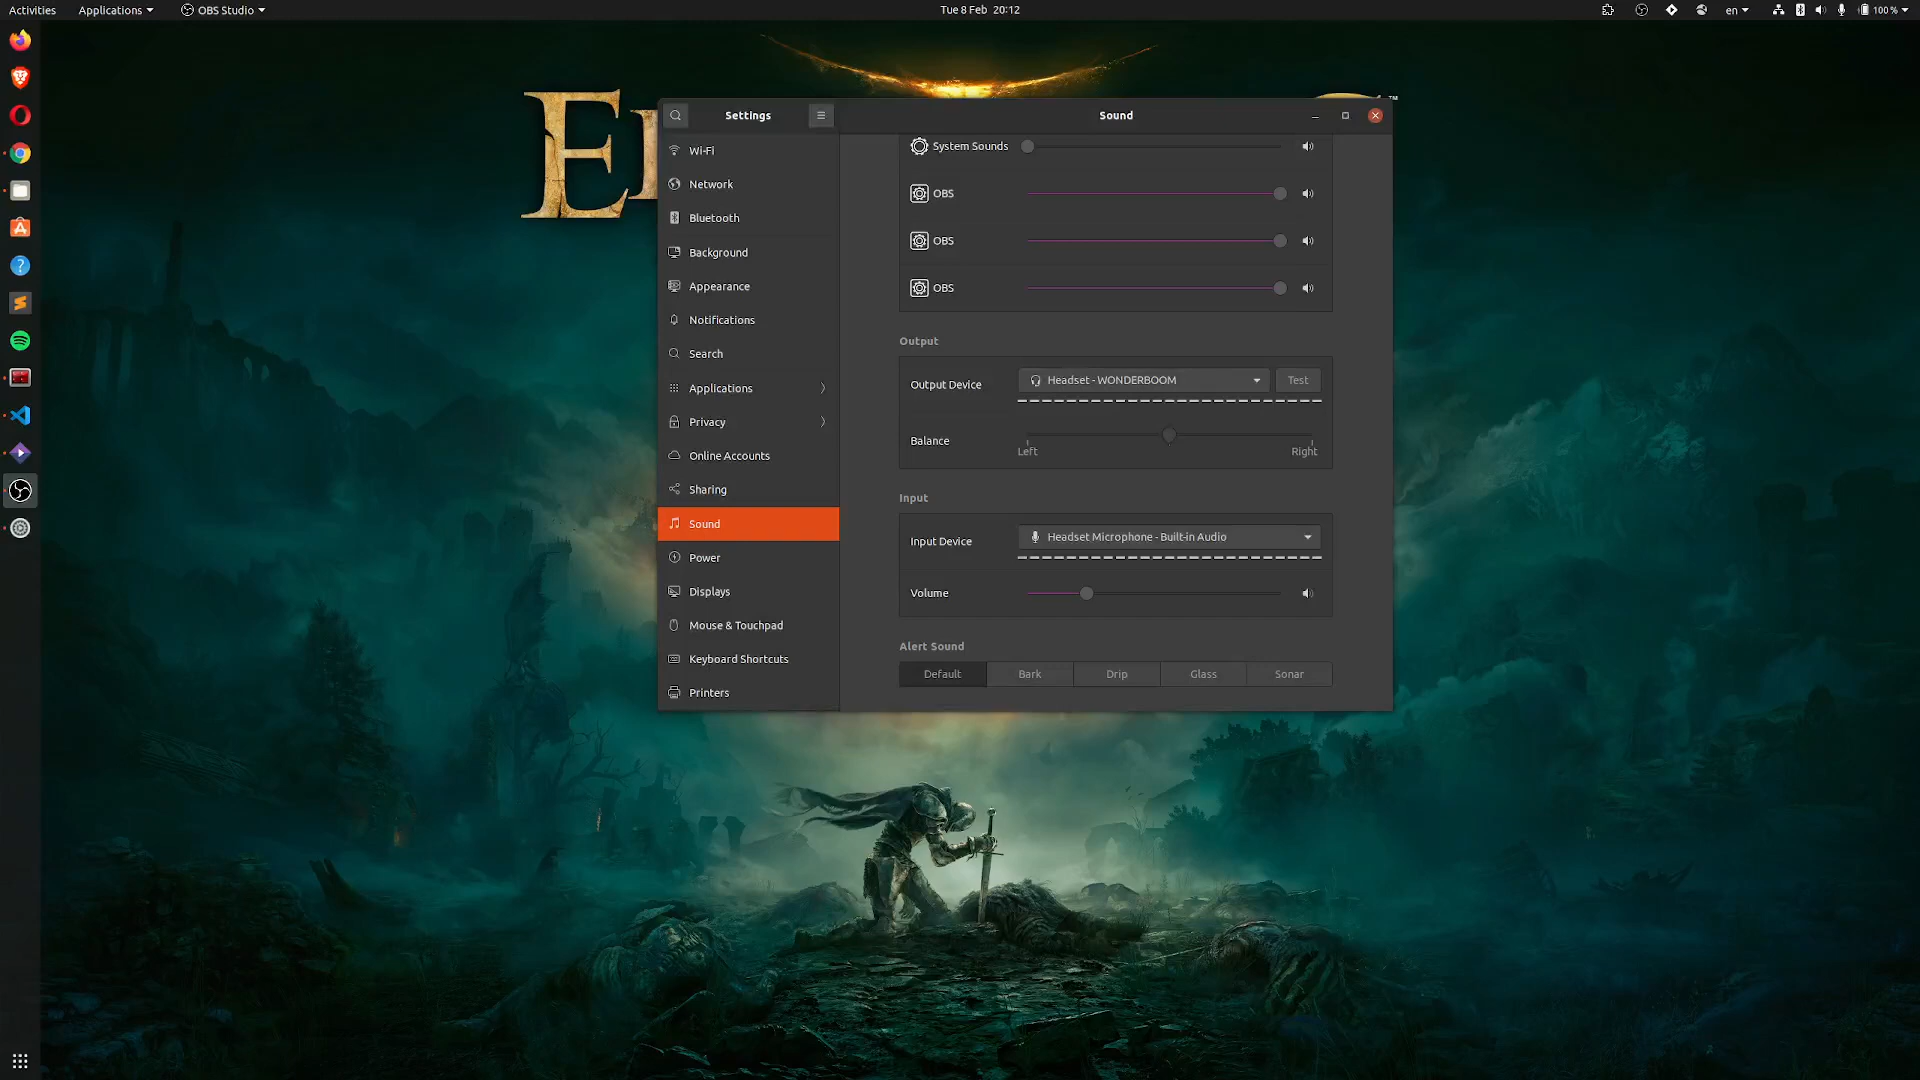 Activities Applications OBS Studio Tue 8 Feb 20:12 en 100 %
E
TM
Settings Sound
Wi-Fi
Network
Bluetooth
Background
Appearance
Notifications
Search
Applications
Privacy
Online Accounts
Sharing
Sound
Power
Displays
Mouse & Touchpad
Keyboard Shortcuts
Printers
System Sounds
OBS
OBS
OBS
Output
Output Device Headset - WONDERBOOM Test
Balance
Left Right
Input
Input Device Headset Microphone - Built-in Audio
Volume
Alert Sound
Default Bark Drip Glass Sonar